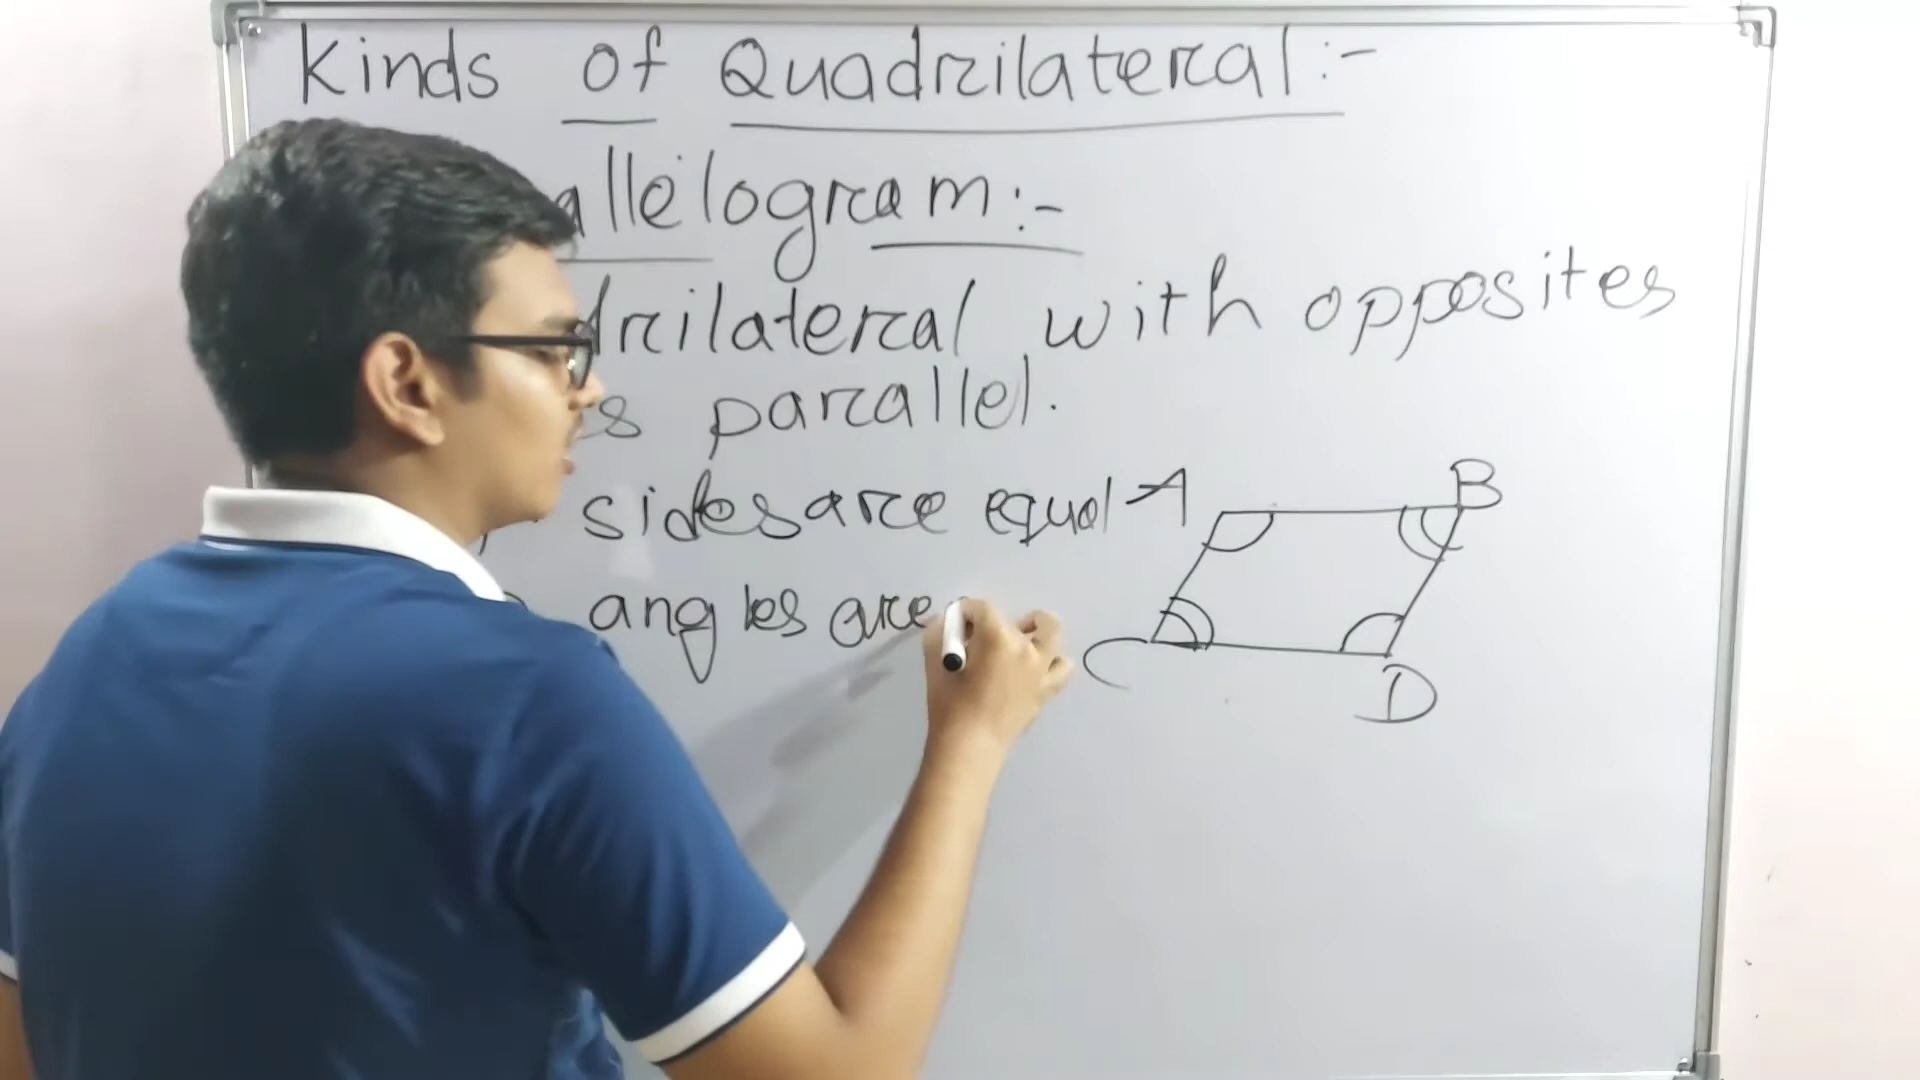 Kinds of Quadrilateral:-
allelogram:-
drilateral with opposites
s parallel.
sides are equal A B
angles are
C D